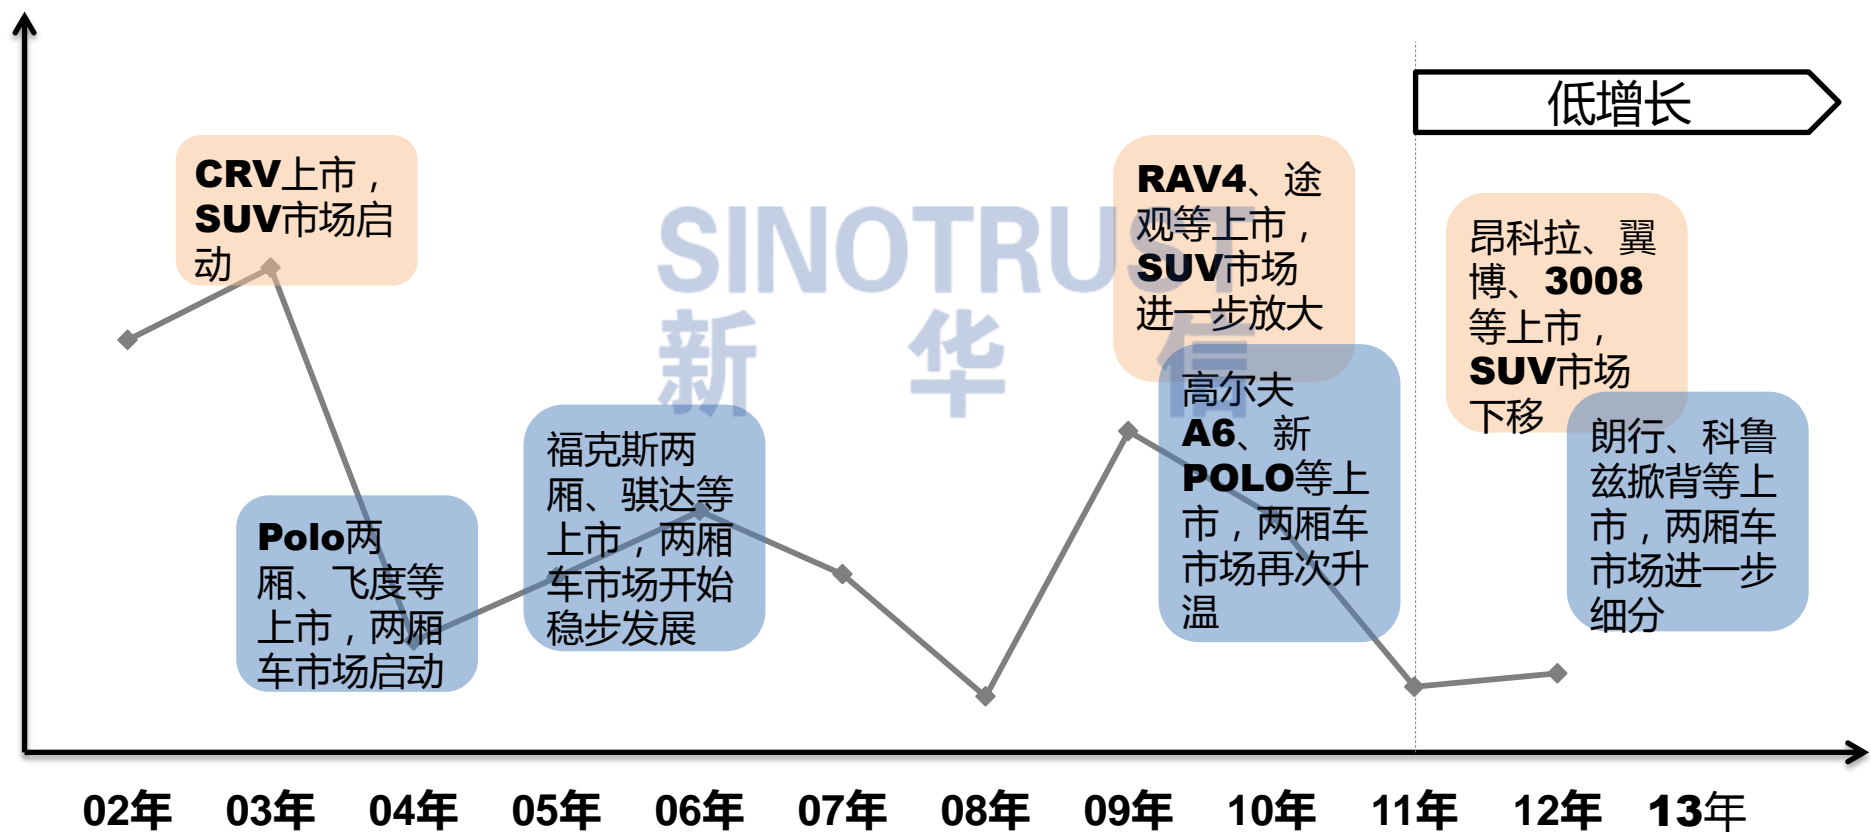 低增长
CRV上市，
SUV市场启
动
RAV4、途
观等上市，
SUV市场
进一步放大
昂科拉、翼
博、3008
等上市，
SUV市场
下移
SINOTRUST
新华信
高尔夫
A6、新
POLO等上
市，两厢车
市场再次升
温
朗行、科鲁
兹掀背等上
市，两厢车
市场进一步
细分
福克斯两
厢、骐达等
上市，两厢
车市场开始
稳步发展
Polo两
厢、飞度等
上市，两厢
车市场启动
02年 03年 04年 05年 06年 07年 08年 09年 10年 11年 12年 13年